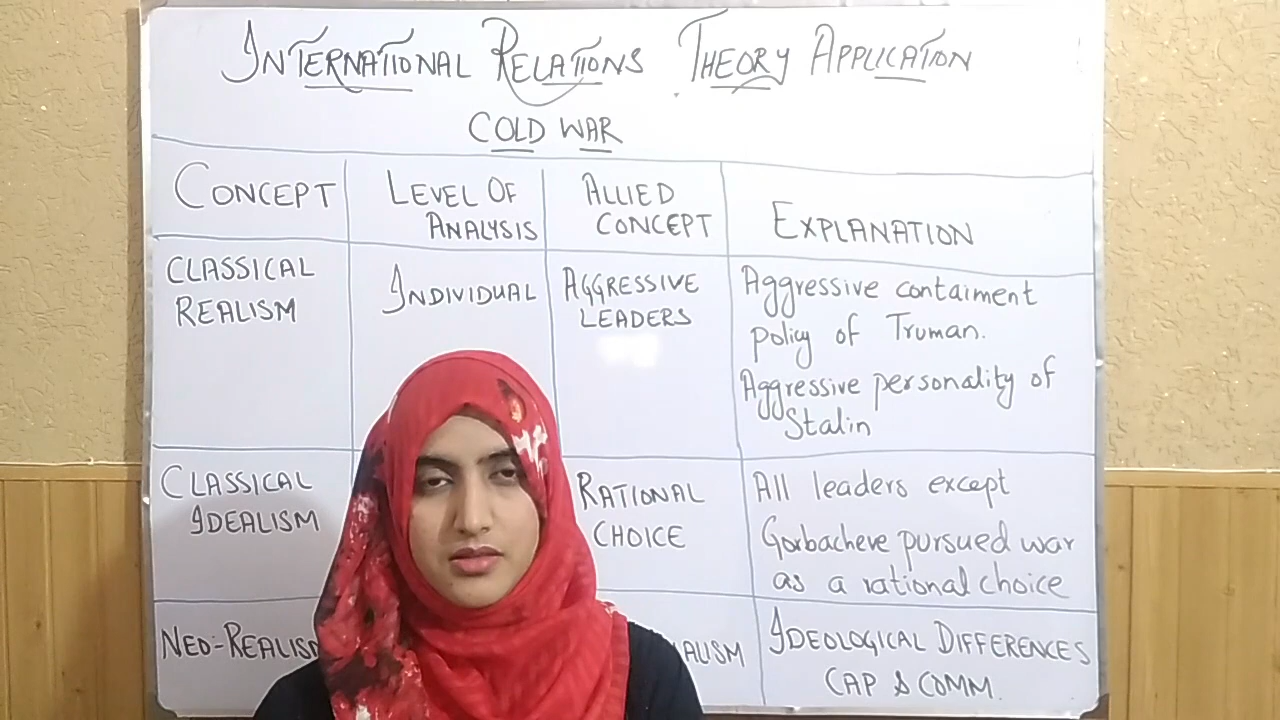 INTERNATIONAL RELATIONS THEORY APPLICATION
COLD WAR
CONCEPT
LEVEL OF
ANALYSIS
ALLIED
CONCEPT
EXPLANATION
CLASSICAL
REALISM
INDIVIDUAL
AGGRESSIVE
LEADERS
Aggressive contaiment
policy of Truman.
Aggressive personality of
Stalin
CLASSICAL
IDEALISM
RATIONAL
CHOICE
All leaders except
Gorbacheve pursued war
as a rational choice
NEO-REALISM
IDEOLOGICAL DIFFERENCES
CAP & COMM.